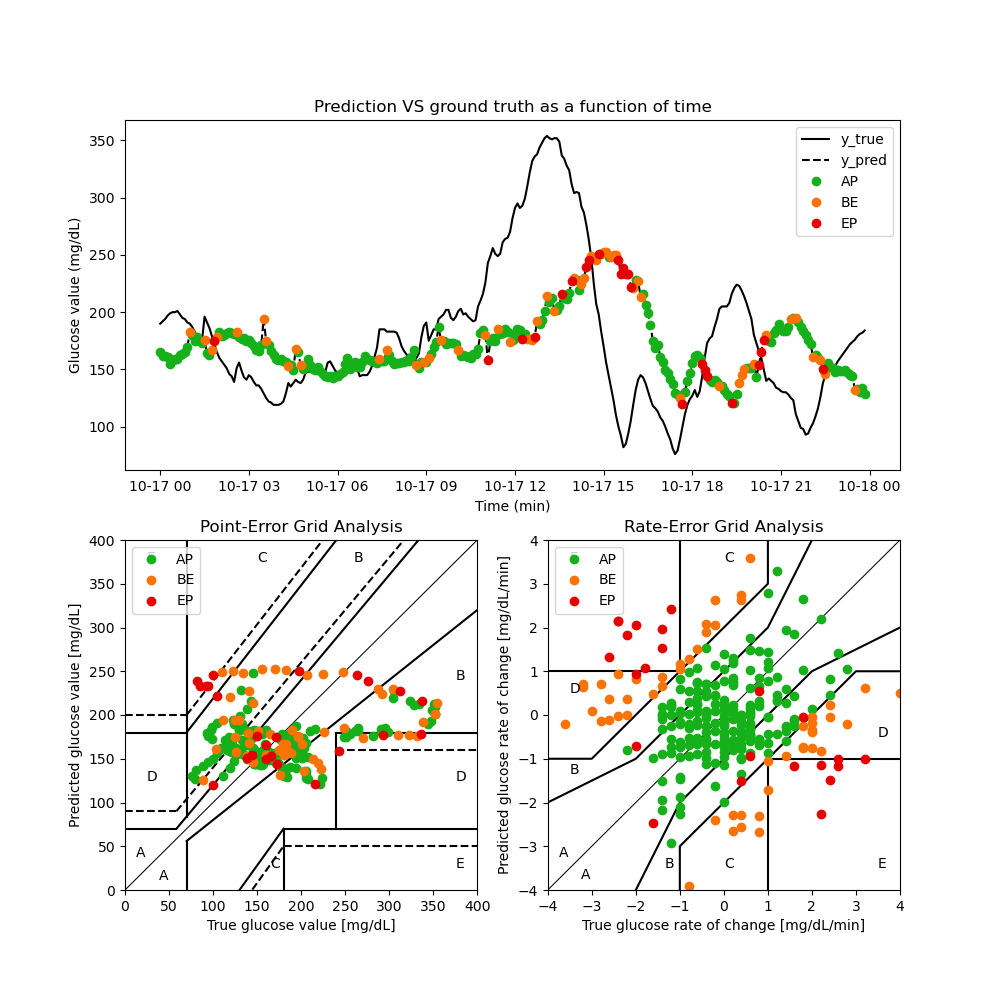 Prediction VS ground truth as a function of time
Glucose value (mg/dL)
350
300
250
200
150
100
y_true
y_pred
AP
BE
EP
10-17 00 10-17 03 10-17 06 10-17 09 10-17 12 10-17 15 10-17 18 10-17 21 10-18 00
Time (min)
Point-Error Grid Analysis
Predicted glucose value [mg/dL]
400
350
300
250
200
150
100
50
0
AP
BE
EP
C
B
B
D
D
A
A
C
E
0 50 100 150 200 250 300 350 400
True glucose value [mg/dL]
Rate-Error Grid Analysis
Predicted glucose rate of change [mg/dL/min]
4
3
2
1
0
−1
−2
−3
−4
AP
BE
EP
C
D
D
B
A
A
B
C
E
−4 −3 −2 −1 0 1 2 3 4
True glucose rate of change [mg/dL/min]